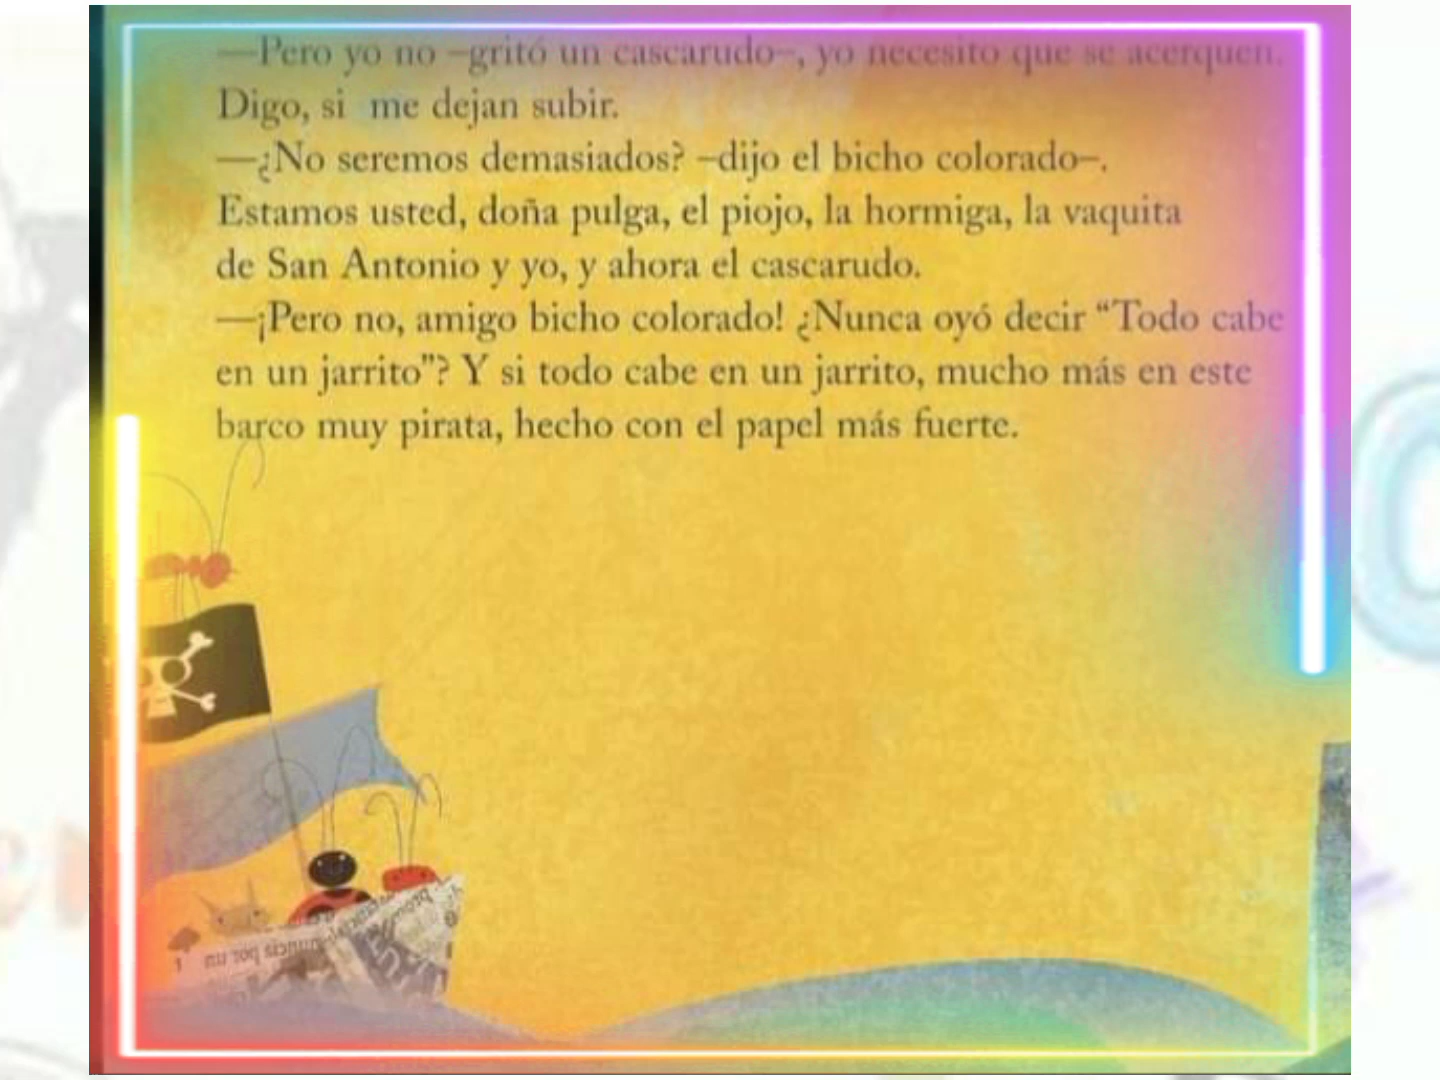 —Pero yo no –gritó un cascarudo–, yo necesito que se acerquen.
Digo, si me dejan subir.
—¿No seremos demasiados? –dijo el bicho colorado–.
Estamos usted, doña pulga, el piojo, la hormiga, la vaquita
de San Antonio y yo, y ahora el cascarudo.
—¡Pero no, amigo bicho colorado! ¿Nunca oyó decir “Todo cabe
en un jarrito”? Y si todo cabe en un jarrito, mucho más en este
barco muy pirata, hecho con el papel más fuerte.